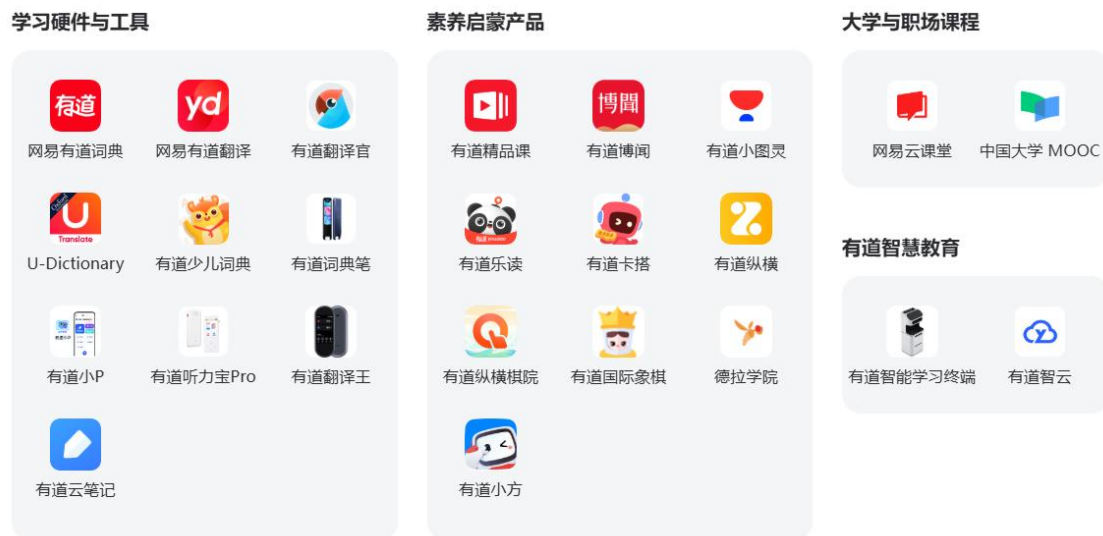 学习硬件与工具
有道
yd
网易有道词典
网易有道翻译
有道翻译官
Oxford
U
Translate
U-Dictionary
有道少儿词典
有道词典笔
有道小P
有道听力宝Pro
有道翻译王
有道云笔记
素养启蒙产品
博聞
有道精品课
有道博闻
有道小图灵
有道乐读
有道卡搭
有道纵横
有道纵横棋院
有道国际象棋
德拉学院
有道小方
大学与职场课程
网易云课堂
中国大学 MOOC
有道智慧教育
有道智能学习终端
有道智云